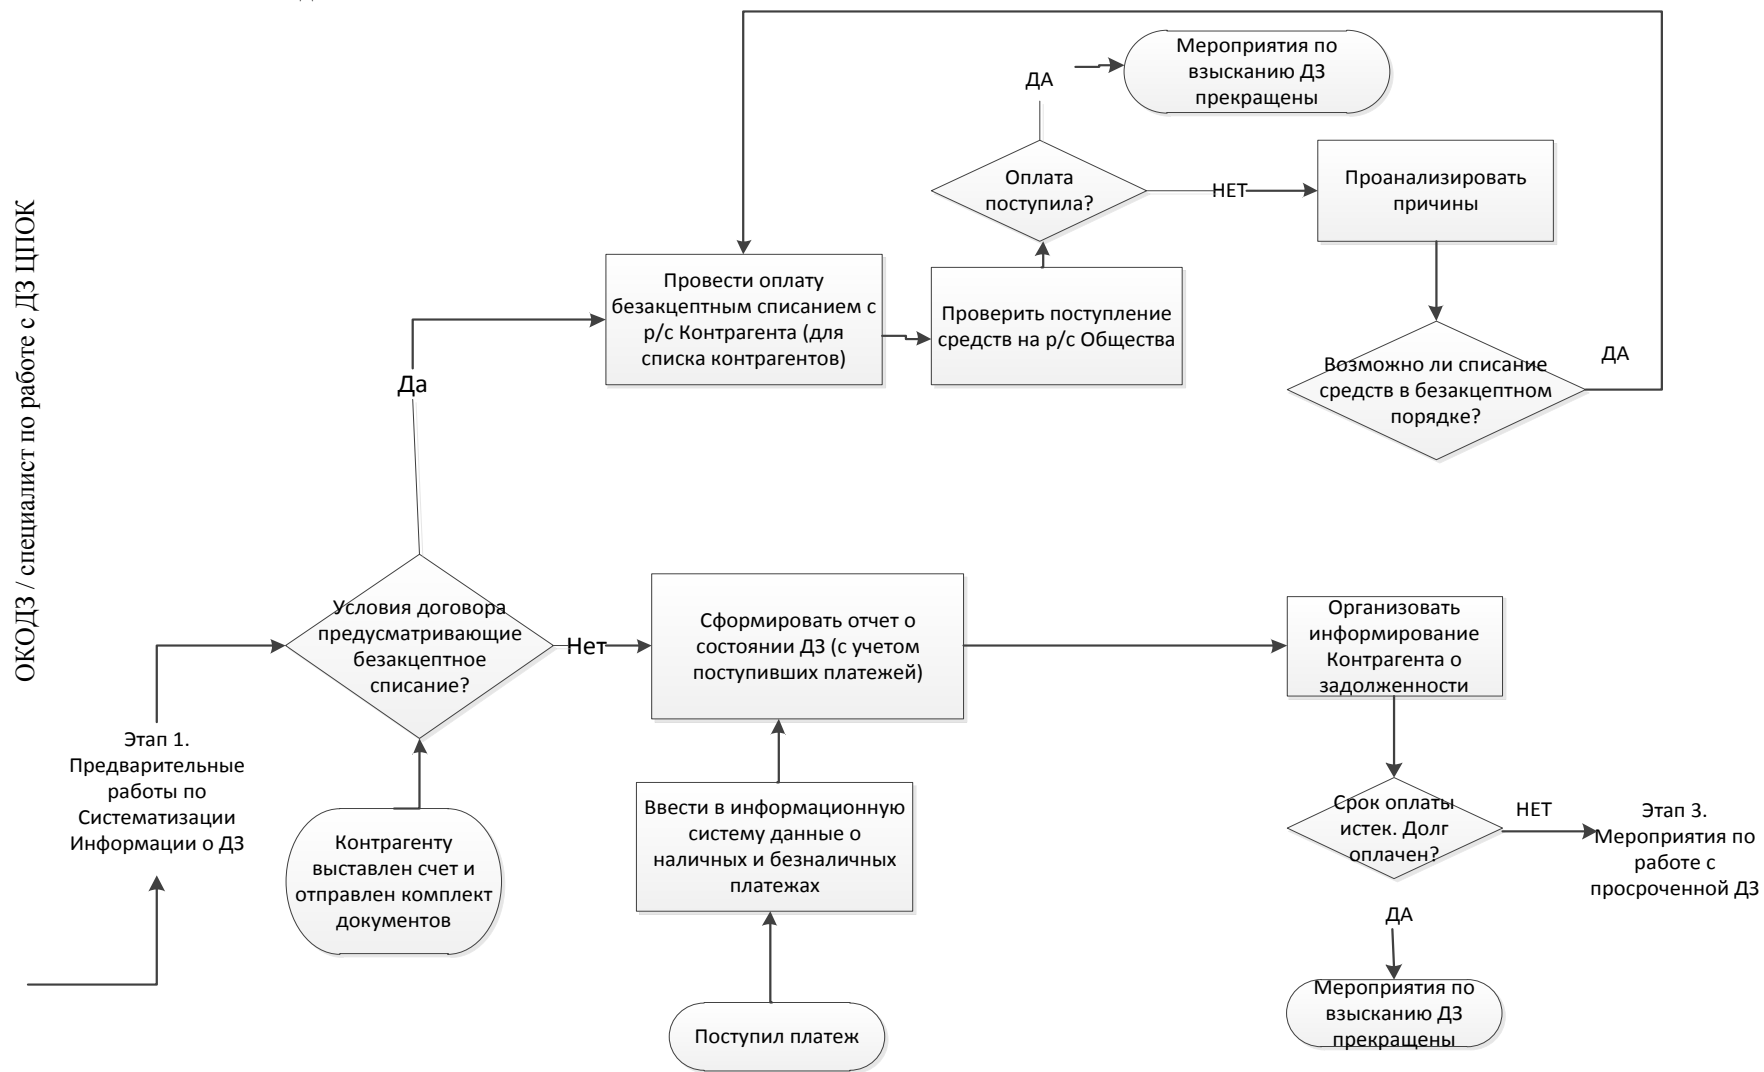 ОКОДЗ / специалист по работе с ДЗ ЦПОК
Мероприятия по
взысканию ДЗ
прекращены
ДА
Оплата
поступила?
НЕТ
Проанализировать
причины
Провести оплату
безакцептным списанием с
р/с Контрагента (для
списка контрагентов)
Проверить поступление
средств на р/с Общества
Возможно ли списание
средств в безакцептном
порядке?
ДА
Да
Условия договора
предусматривающие
безакцептное
списание?
Нет
Сформировать отчет о
состоянии ДЗ (с учетом
поступивших платежей)
Организовать
информирование
Контрагента о
задолженности
Этап 1.
Предварительные
работы по
Систематизации
Информации о ДЗ
Контрагенту
выставлен счет и
отправлен комплект
документов
Ввести в информационную
систему данные о
наличных и безналичных
платежах
Срок оплаты
истек. Долг
оплачен?
НЕТ
Этап 3.
Мероприятия по
работе с
просроченной ДЗ
ДА
Поступил платеж
Мероприятия по
взысканию ДЗ
прекращены